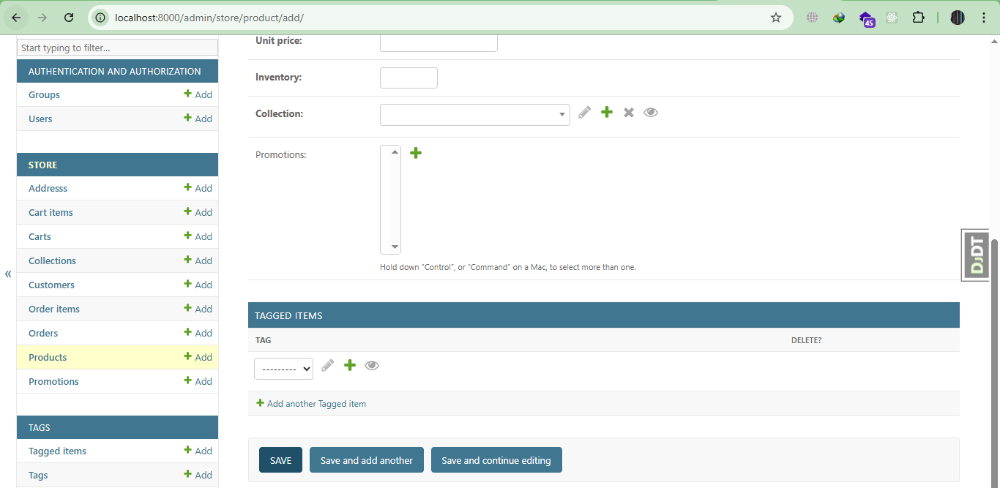 localhost:8000/admin/store/product/add/
45
Start typing to filter...
AUTHENTICATION AND AUTHORIZATION
Groups
Add
Users
Add
STORE
Addresss
Add
Cart items
Add
Carts
Add
Collections
Add
Customers
Add
Order items
Add
Orders
Add
Products
Add
Promotions
Add
TAGS
Tagged items
Add
Tags
Add
«
Unit price:
Inventory:
Collection:
Promotions:
Hold down “Control”, or “Command” on a Mac, to select more than one.
TAGGED ITEMS
TAG DELETE?
---------
Add another Tagged item
SAVE Save and add another Save and continue editing
DjDT